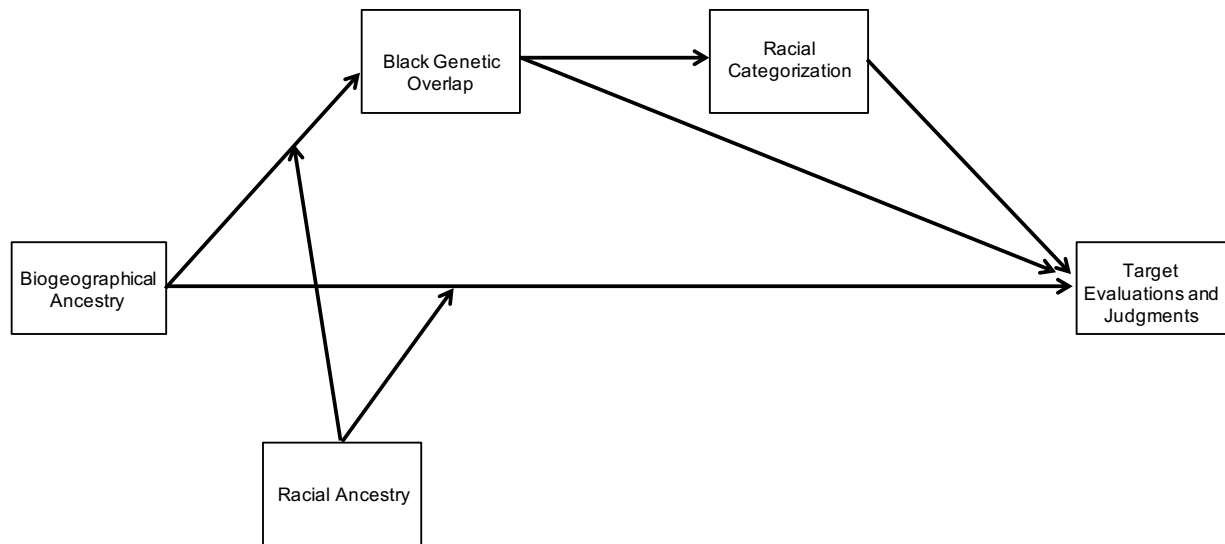 Black Genetic
Overlap
Racial
Categorization
Biogeographical
Ancestry
Target
Evaluations and
Judgments
Racial Ancestry